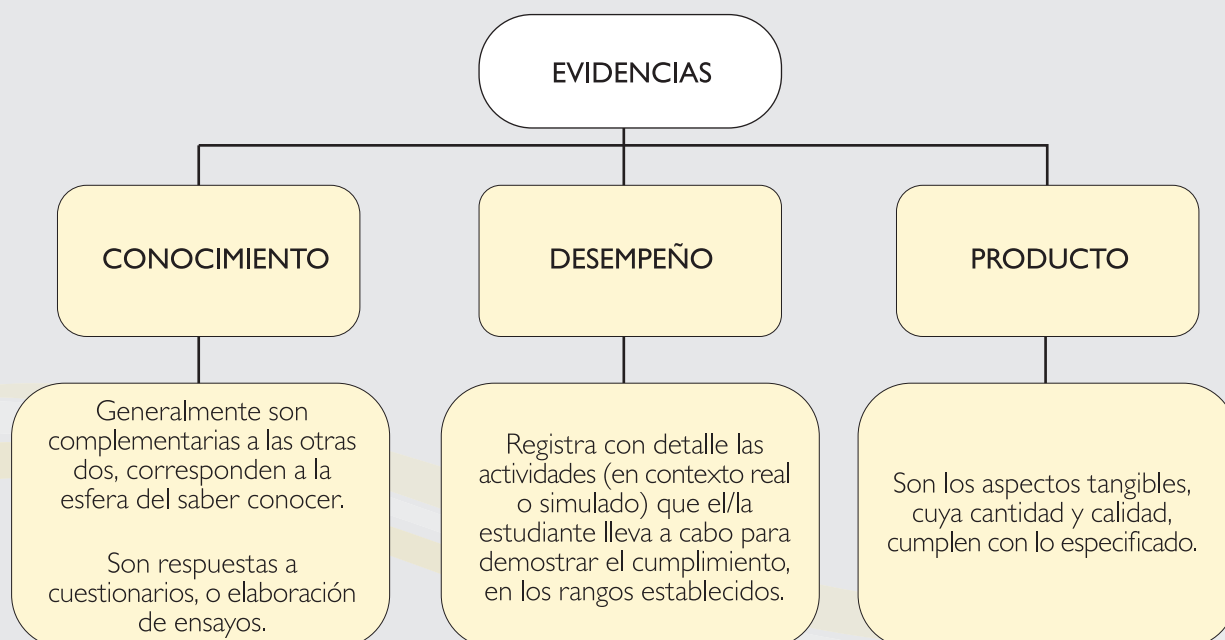 EVIDENCIAS
CONOCIMIENTO
DESEMPEÑO
PRODUCTO
Generalmente son
complementarias a las otras
dos, corresponden a la
esfera del saber conocer.
Son respuestas a
cuestionarios, o elaboración
de ensayos.
Registra con detalle las
actividades (en contexto real
o simulado) que el/la
estudiante lleva a cabo para
demostrar el cumplimiento,
en los rangos establecidos.
Son los aspectos tangibles,
cuya cantidad y calidad,
cumplen con lo especificado.